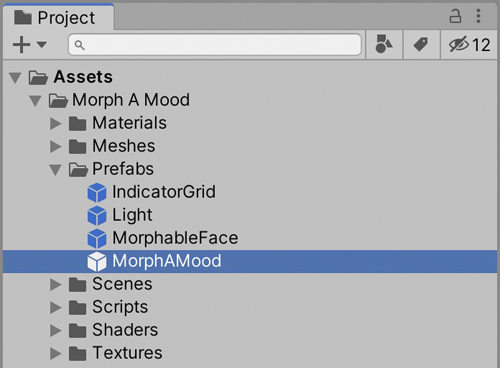 Project
12
Assets
Morph A Mood
Materials
Meshes
Prefabs
IndicatorGrid
Light
MorphableFace
MorphAMood
Scenes
Scripts
Shaders
Textures